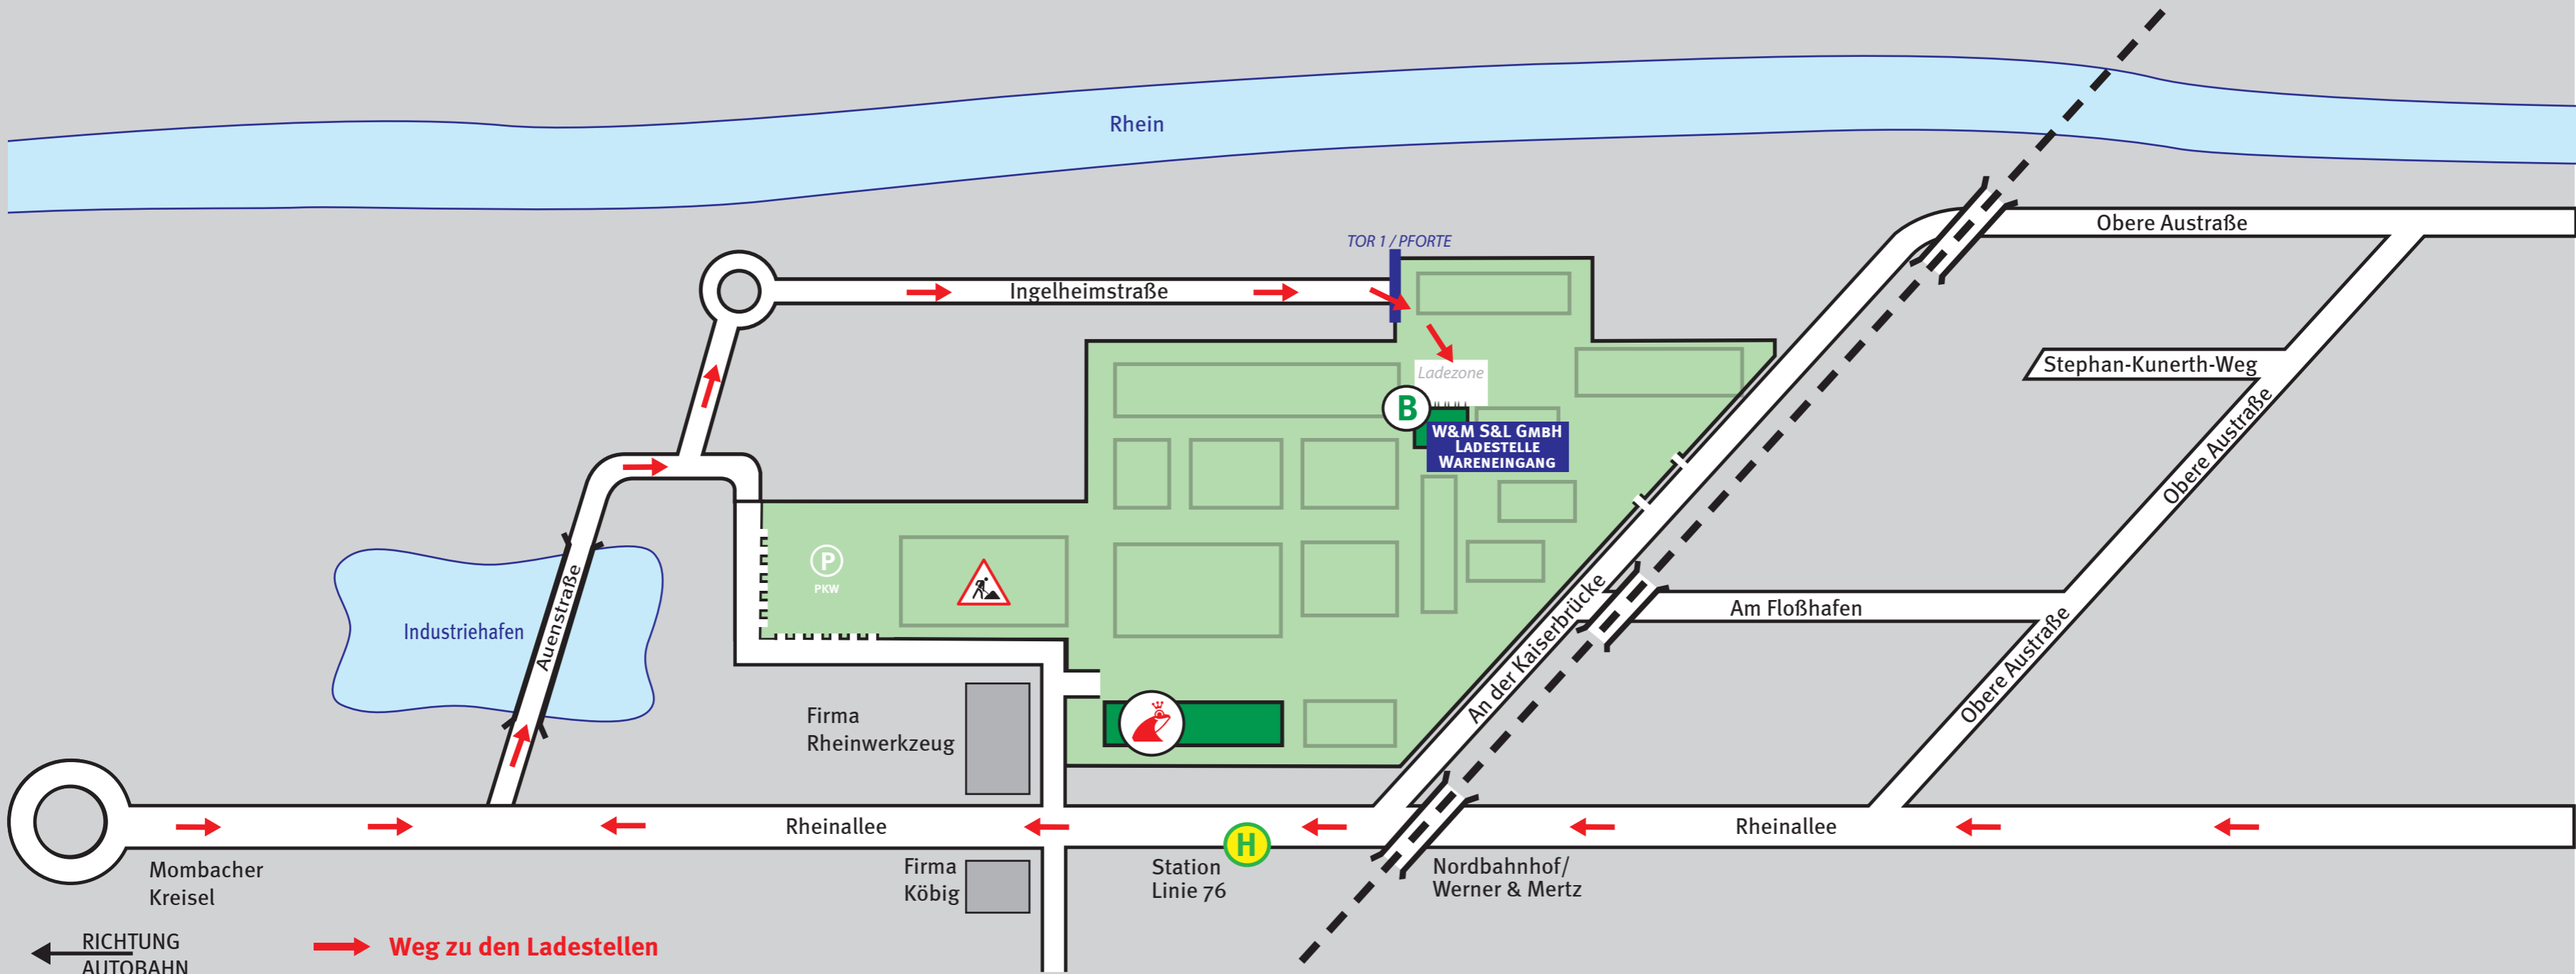 Rhein
Obere Austraße
TOR 1 / PFORTE
Ingelheimstraße
Stephan-Kunerth-Weg
Ladezone
B
W&M S&L GMBH
LADESTELLE
WARENEINGANG
Obere Austraße
P
PKW
Auenstraße
Industriehafen
An der Kaiserbrücke
Am Floßhafen
Obere Austraße
Firma
Rheinwerkzeug
Rheinallee
H
Rheinallee
Mombacher
Kreisel
Firma
Köbig
Station
Linie 76
Nordbahnhof/
Werner & Mertz
RICHTUNG
AUTOBAHN
Weg zu den Ladestellen